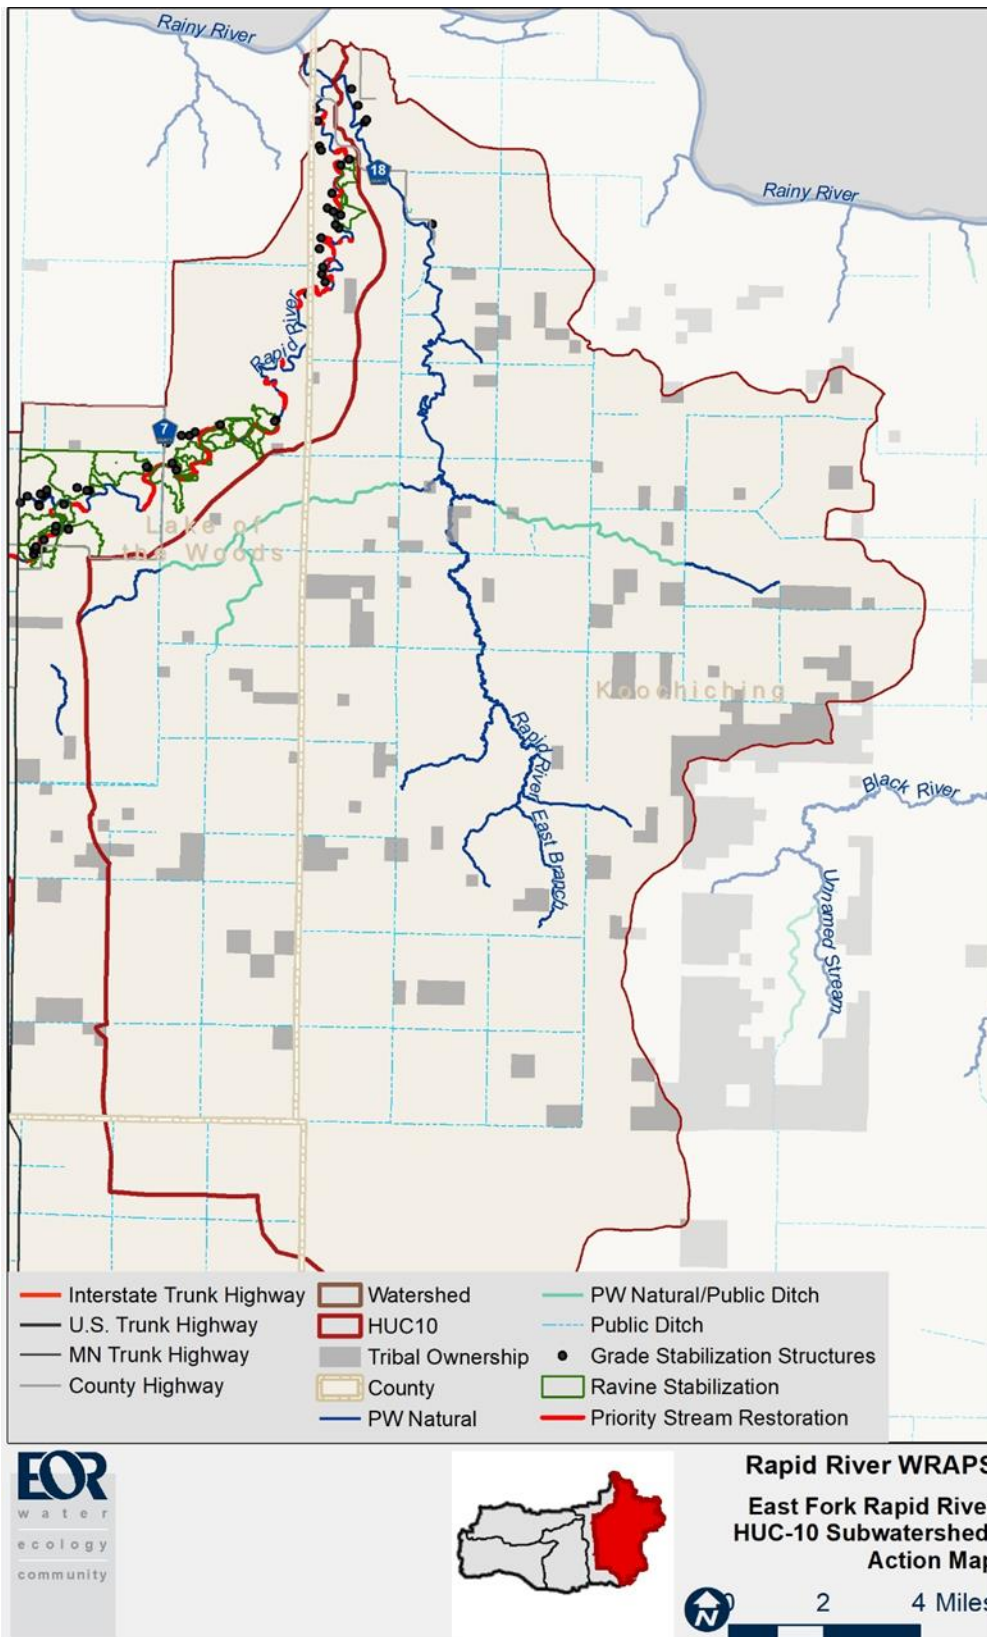 Rainy River
18
Rainy River
Rapid River
7
Lake of
the Woods
Koochiching
Rapid River, East Branch
Black River
Unnamed Stream
Interstate Trunk Highway
U.S. Trunk Highway
MN Trunk Highway
County Highway
Watershed
HUC10
Tribal Ownership
County
PW Natural
PW Natural/Public Ditch
Public Ditch
Grade Stabilization Structures
Ravine Stabilization
Priority Stream Restoration
EOR
water
ecology
community
Rapid River WRAPS
East Fork Rapid Rive
HUC-10 Subwatershed
Action Map
N
0 2 4 Miles